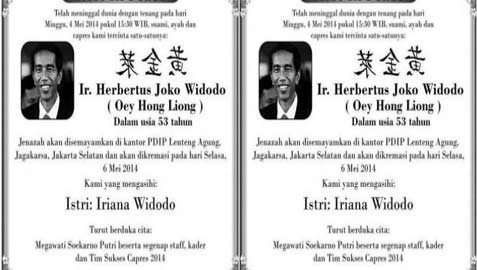 Telah meninggal dunia dengan tenang pada hari
Minggu, 4 Mei 2014 pukul 15:30 WIB, suami, ayah dan
capres kami tercinta satu-satunya:
萊金黃
Ir. Herbertus Joko Widodo
( Oey Hong Liong )
Dalam usia 53 tahun
Jenazah akan disemayamkan di kantor PDIP Lenteng Agung,
Jagakarsa, Jakarta Selatan dan akan dikremasi pada hari Selasa,
6 Mei 2014
Kami yang mengasihi:
Istri: Iriana Widodo
Turut berduka cita:
Megawati Soekarno Putri beserta segenap staff, kader
dan Tim Sukses Capres 2014
Telah meninggal dunia dengan tenang pada hari
Minggu, 4 Mei 2014 pukul 15:30 WIB, suami, ayah dan
capres kami tercinta satu-satunya:
萊金黃
Ir. Herbertus Joko Widodo
( Oey Hong Liong )
Dalam usia 53 tahun
Jenazah akan disemayamkan di kantor PDIP Lenteng Agung,
Jagakarsa, Jakarta Selatan dan akan dikremasi pada hari Selasa,
6 Mei 2014
Kami yang mengasihi:
Istri: Iriana Widodo
Turut berduka cita:
Megawati Soekarno Putri beserta segenap staff, kader
dan Tim Sukses Capres 2014